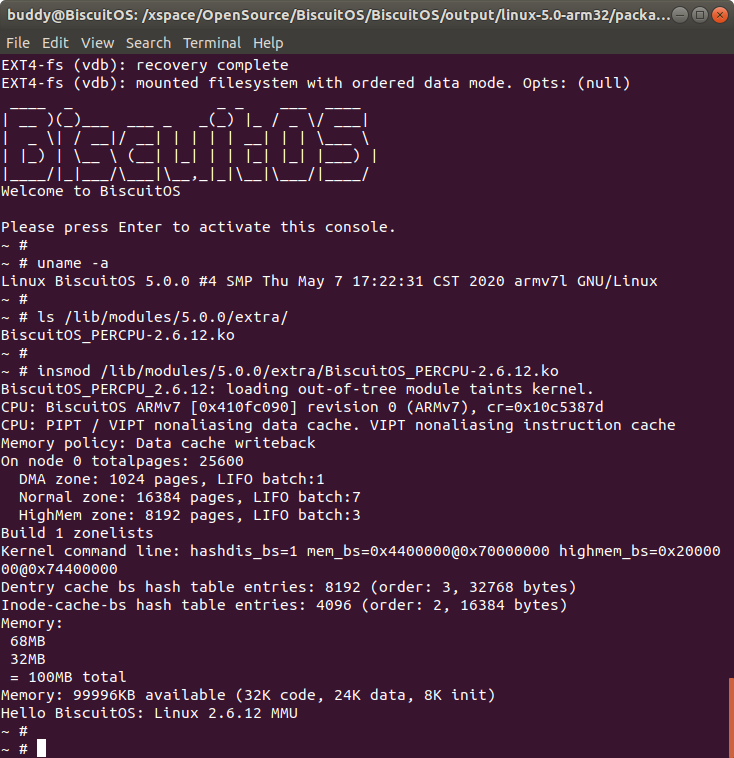 buddy@BiscuitOS: /xspace/OpenSource/BiscuitOS/BiscuitOS/output/linux-5.0-arm32/packa...
File Edit View Search Terminal Help
EXT4-fs (vdb): recovery complete
EXT4-fs (vdb): mounted filesystem with ordered data mode. Opts: (null)
BiscuitOS
Welcome to BiscuitOS
Please press Enter to activate this console.
~ #
~ # uname -a
Linux BiscuitOS 5.0.0 #4 SMP Thu May 7 17:22:31 CST 2020 armv7l GNU/Linux
~ #
~ # ls /lib/modules/5.0.0/extra/
BiscuitOS_PERCPU-2.6.12.ko
~ #
~ # insmod /lib/modules/5.0.0/extra/BiscuitOS_PERCPU-2.6.12.ko
BiscuitOS_PERCPU_2.6.12: loading out-of-tree module taints kernel.
CPU: BiscuitOS ARMv7 [0x410fc090] revision 0 (ARMv7), cr=0x10c5387d
CPU: PIPT / VIPT nonaliasing data cache. VIPT nonaliasing instruction cache
Memory policy: Data cache writeback
On node 0 totalpages: 25600
  DMA zone: 1024 pages, LIFO batch:1
  Normal zone: 16384 pages, LIFO batch:7
  HighMem zone: 8192 pages, LIFO batch:3
Build 1 zonelists
Kernel command line: hashdis_bs=1 mem_bs=0x4400000@0x70000000 highmem_bs=0x20000
00@0x74400000
Dentry cache bs hash table entries: 8192 (order: 3, 32768 bytes)
Inode-cache-bs hash table entries: 4096 (order: 2, 16384 bytes)
Memory:
 68MB
 32MB
 = 100MB total
Memory: 99996KB available (32K code, 24K data, 8K init)
Hello BiscuitOS: Linux 2.6.12 MMU
~ #
~ #